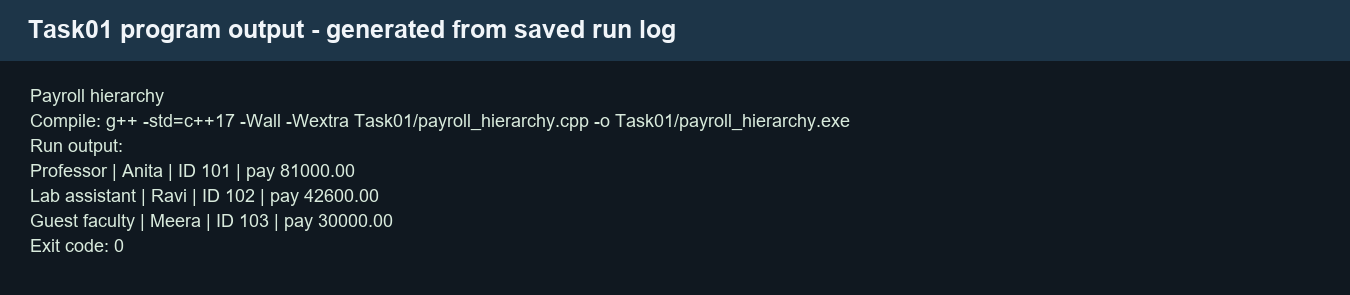 Task01 program output - generated from saved run log
Payroll hierarchy
Compile: g++ -std=c++17 -Wall -Wextra Task01/payroll_hierarchy.cpp -o Task01/payroll_hierarchy.exe
Run output:
Professor | Anita | ID 101 | pay 81000.00
Lab assistant | Ravi | ID 102 | pay 42600.00
Guest faculty | Meera | ID 103 | pay 30000.00
Exit code: 0